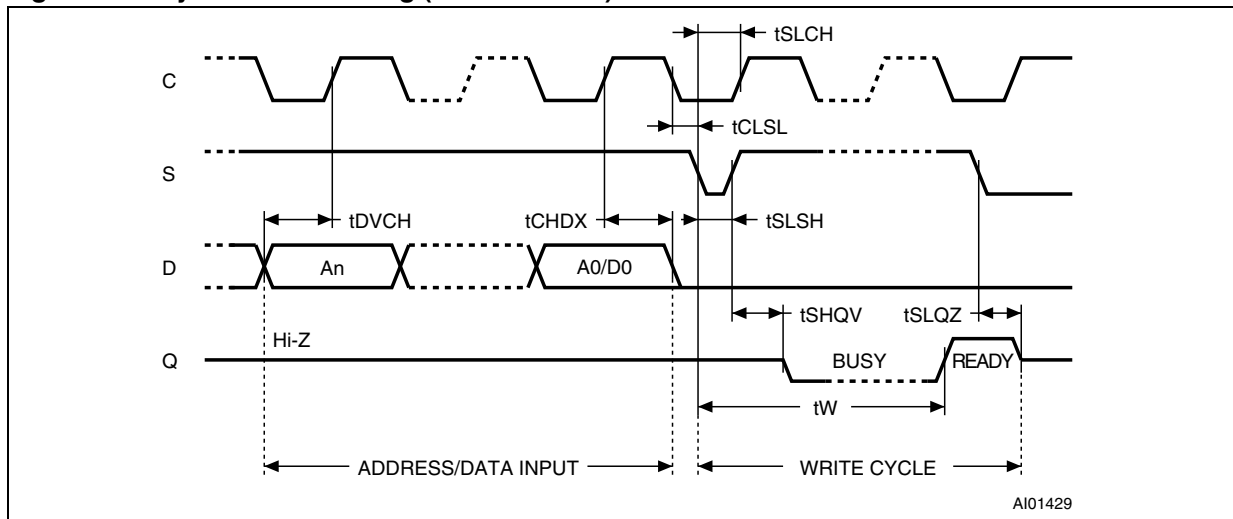 tSLCH
C
tCLSL
S
tDVCH
tCHDX
tSLSH
D
An
A0/D0
tSHQV
tSLQZ
Hi-Z
Q
BUSY
READY
tW
ADDRESS/DATA INPUT
WRITE CYCLE
AI01429